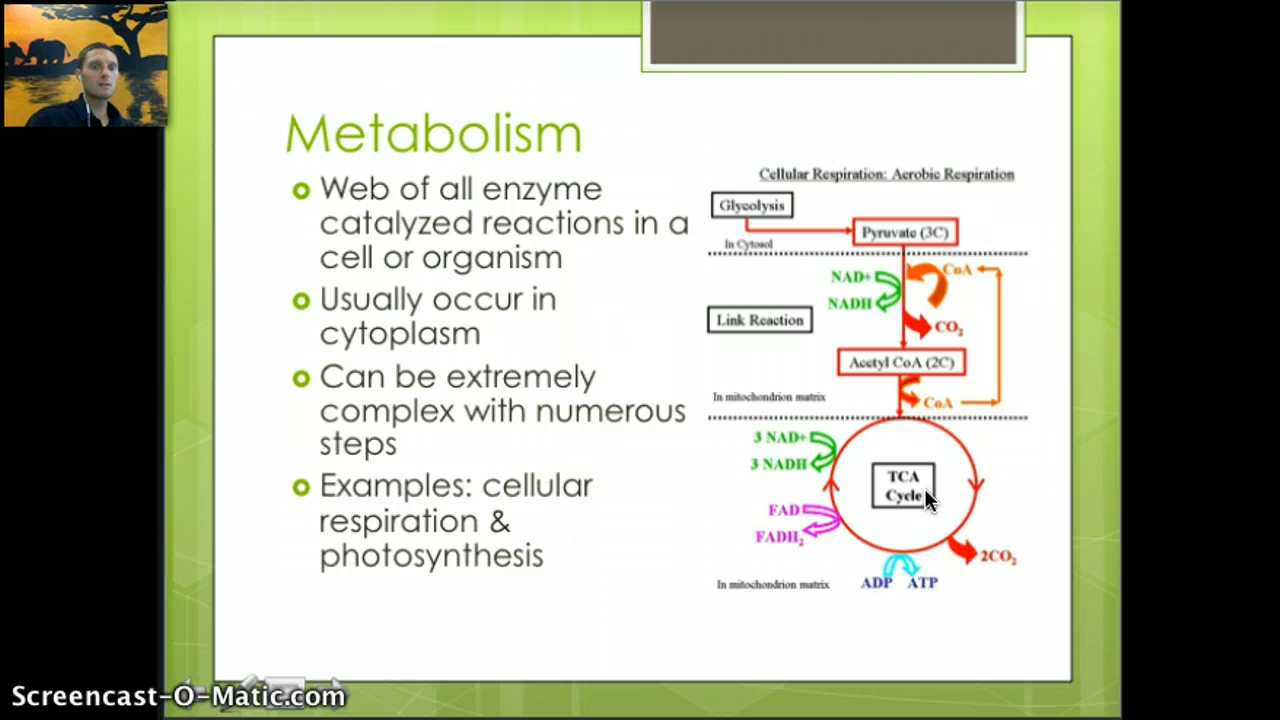 Metabolism
Web of all enzyme
catalyzed reactions in a
cell or organism
Usually occur in
cytoplasm
Can be extremely
complex with numerous
steps
Examples: cellular
respiration &
photosynthesis
Cellular Respiration: Aerobic Respiration
Glycolysis
Pyruvate (3C)
In Cytosol
NAD+
CoA
NADH
Link Reaction
CO₂
Acetyl CoA (2C)
In mitochondrion matrix
CoA
3 NAD+
3 NADH
TCA
Cycle
FAD
FADH₂
2CO₂
In mitochondrion matrix
ADP ATP
Screencast-O-Matic.com